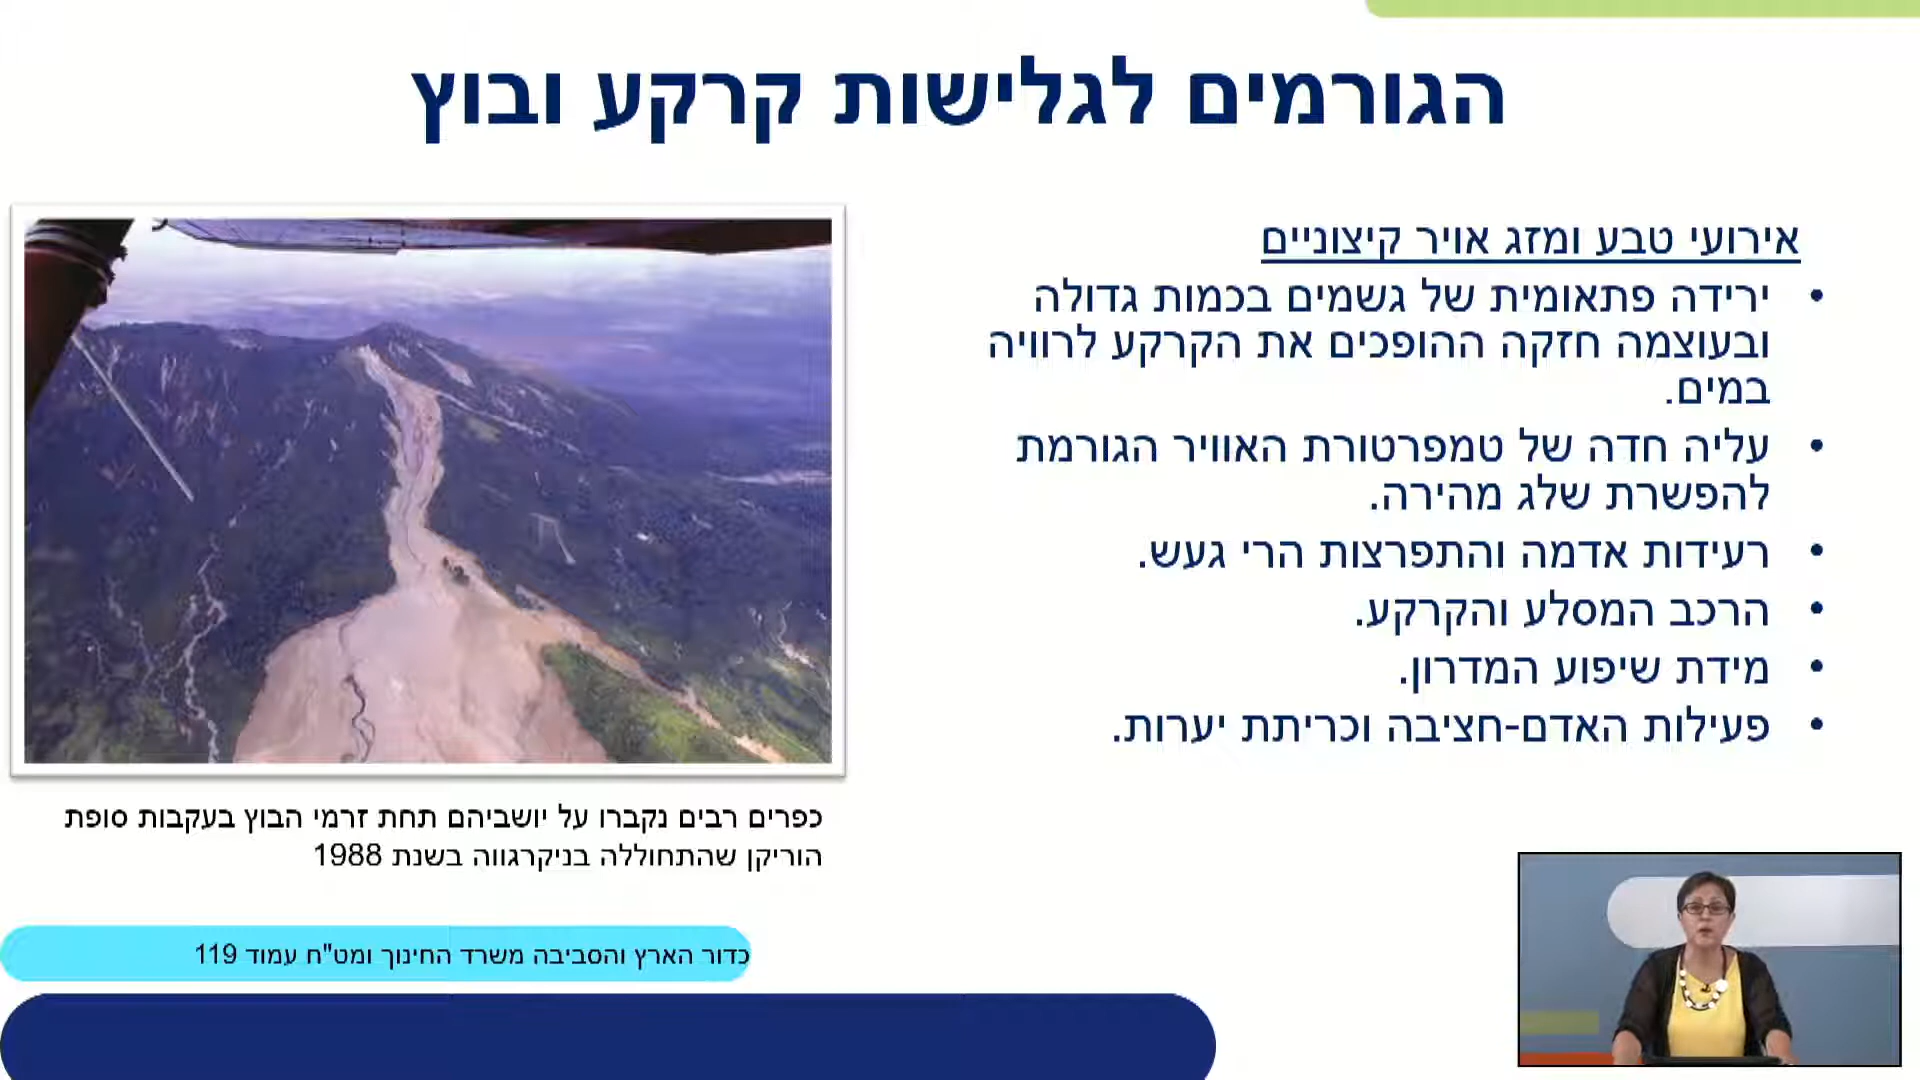 הגורמים לגלישות קרקע ובוץ
אירועי טבע ומזג אויר קיצוניים
• ירידה פתאומית של גשמים בכמות גדולה
ובעוצמה חזקה ההופכים את הקרקע לרוויה
במים.
• עליה חדה של טמפרטורת האוויר הגורמת
להפשרת שלג מהירה.
• רעידות אדמה והתפרצות הרי געש.
• הרכב המסלע והקרקע.
• מידת שיפוע המדרון.
• פעילות האדם-חציבה וכריתת יערות.
כפרים רבים נקברו על יושביהם תחת זרמי הבוץ בעקבות סופת
הוריקן שהתחוללה בניקרגווה בשנת 1988
כדור הארץ והסביבה משרד החינוך ומט"ח עמוד 119